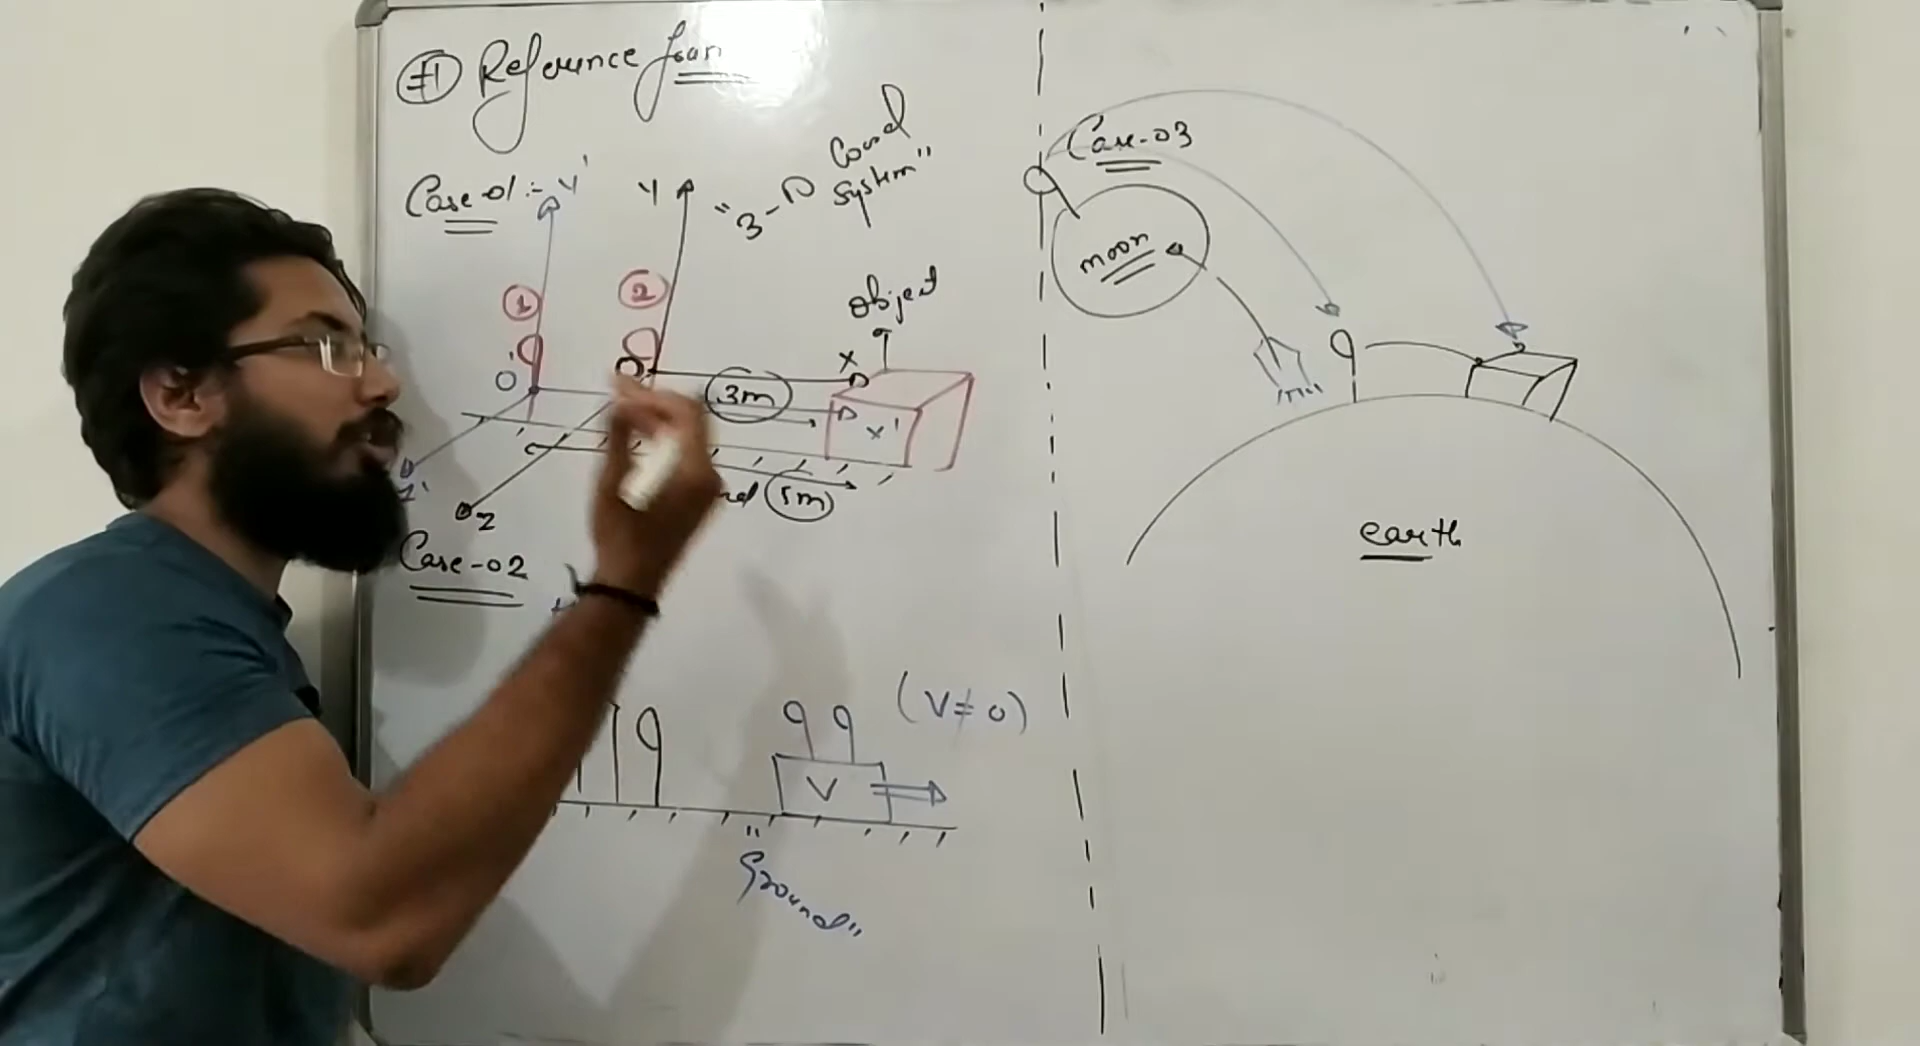 #1 Reference fram
Case-01:-
Y'
Y
"3-D Coord
System"
1
2
Object
O'
O
X
3m
X'
Z'
5m
Z
Case-02
(V≠0)
V
"Ground"
Case-03
moon
earth